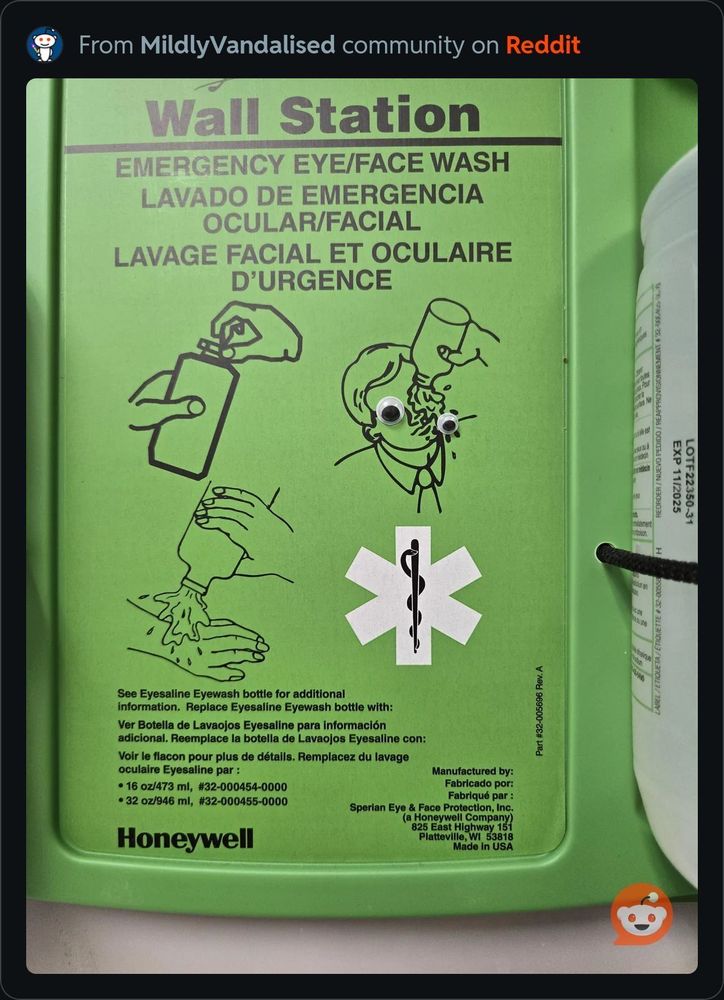 From MildlyVandalised community on Reddit
Wall Station
EMERGENCY EYE/FACE WASH
LAVADO DE EMERGENCIA
OCULAR/FACIAL
LAVAGE FACIAL ET OCULAIRE
D'URGENCE
See Eyesaline Eyewash bottle for additional
information. Replace Eyesaline Eyewash bottle with:
Ver Botella de Lavaojos Eyesaline para información
adicional. Reemplace la botella de Lavaojos Eyesaline con:
Voir le flacon pour plus de détails. Remplacez du lavage
oculaire Eyesaline par :
• 16 oz/473 ml, #32-000454-0000
• 32 oz/946 ml, #32-000455-0000
Honeywell
Manufactured by:
Fabricado por:
Fabriqué par :
Sperian Eye & Face Protection, Inc.
(a Honeywell Company)
825 East Highway 151
Platteville, WI 53818
Made in USA
Part #32-005696 Rev. A
LOTF22350-31
EXP 11/2025